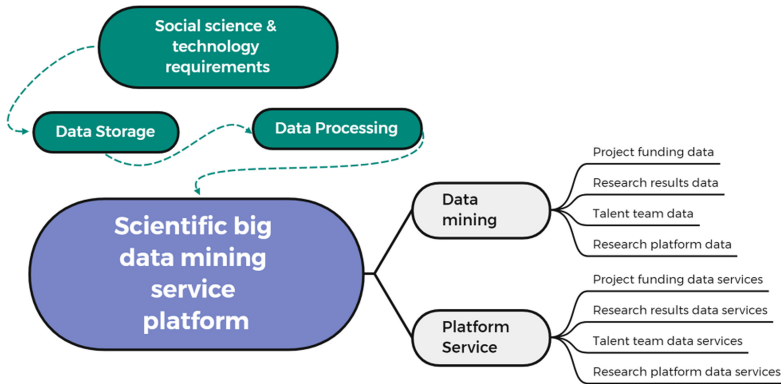 Social science &
technology
requirements
Data Storage
Data Processing
Scientific big
data mining
service
platform
Data
mining
Project funding data
Research results data
Talent team data
Research platform data
Platform
Service
Project funding data services
Research results data services
Talent team data services
Research platform data services